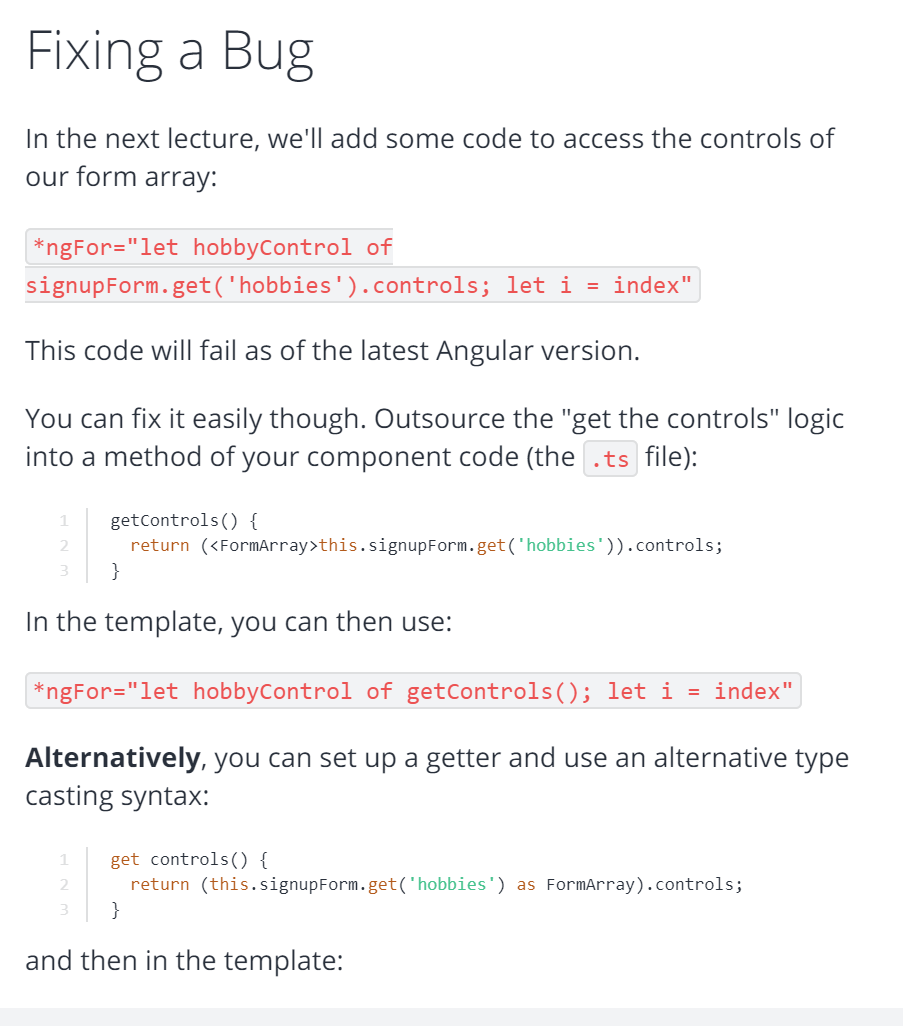 Fixing a Bug
In the next lecture, we'll add some code to access the controls of
our form array:
*ngFor="let hobbyControl of
signupForm.get('hobbies').controls; let i = index"
This code will fail as of the latest Angular version.
You can fix it easily though. Outsource the "get the controls" logic
into a method of your component code (the .ts file):
1 getControls() {
2 return (<FormArray>this.signupForm.get('hobbies')).controls;
3 }
In the template, you can then use:
*ngFor="let hobbyControl of getControls(); let i = index"
Alternatively, you can set up a getter and use an alternative type
casting syntax:
1 get controls() {
2 return (this.signupForm.get('hobbies') as FormArray).controls;
3 }
and then in the template: